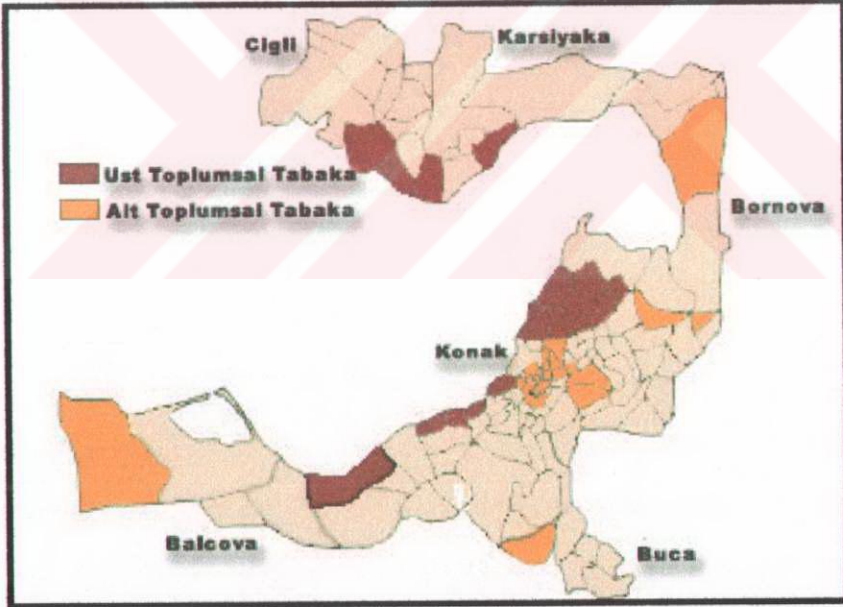 Cigli
Karsiyaka
Ust Toplumsal Tabaka
Alt Toplumsal Tabaka
Bornova
Konak
Balcova
Buca